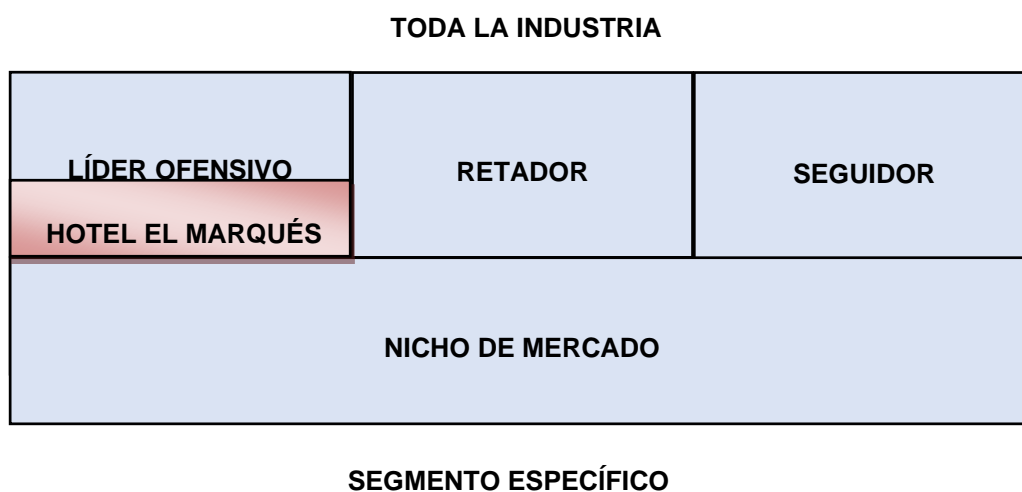 TODA LA INDUSTRIA
LÍDER OFENSIVO
RETADOR
SEGUIDOR
HOTEL EL MARQUÉS
NICHO DE MERCADO
SEGMENTO ESPECÍFICO